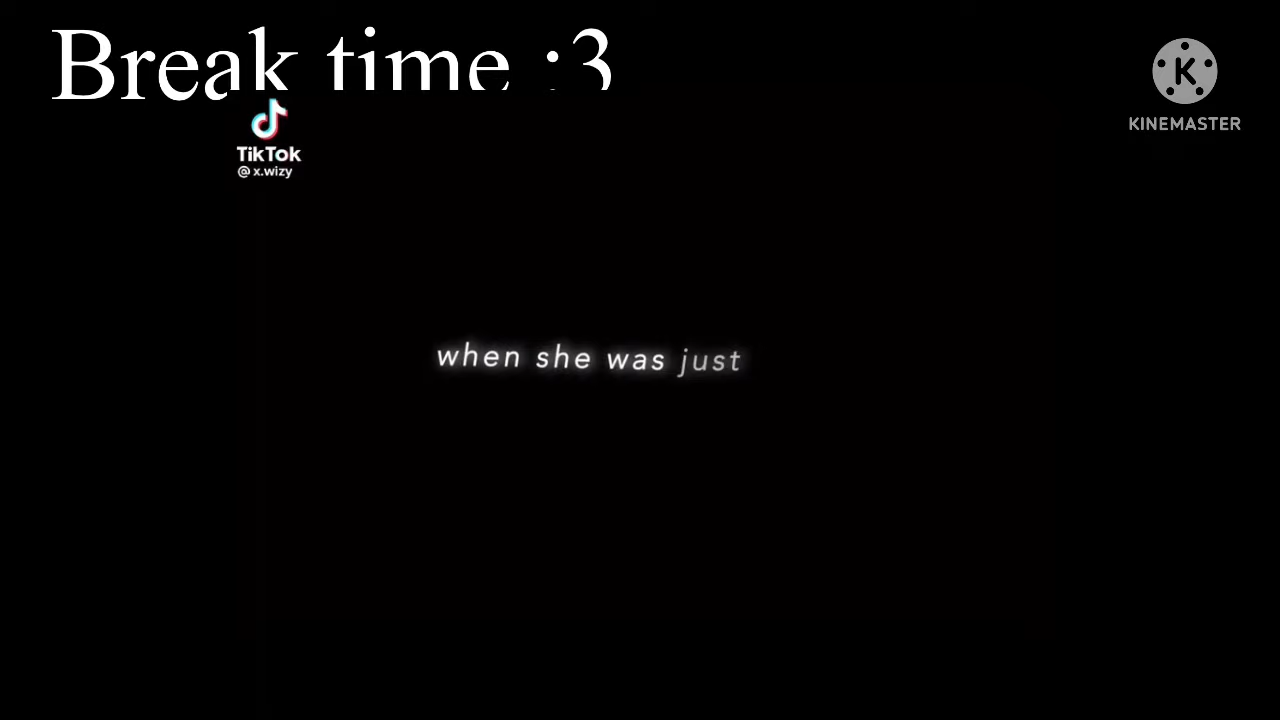 Break time :3
KINEMASTER
TikTok
@x.wizy
when she was just